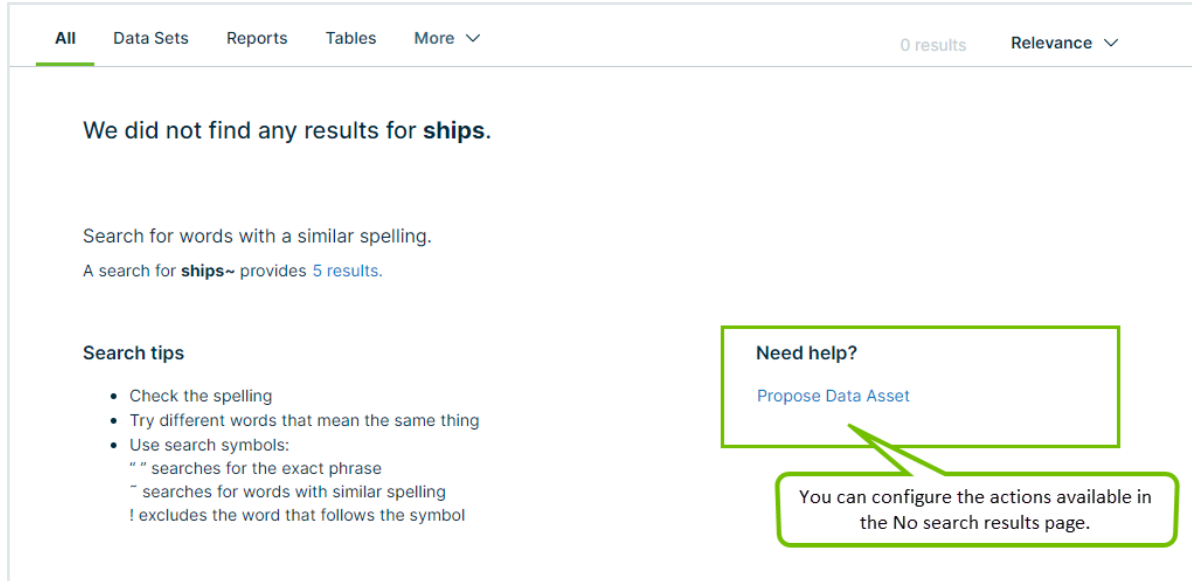 All Data Sets Reports Tables More 0 results Relevance
We did not find any results for ships.
Search for words with a similar spelling.
A search for ships~ provides 5 results.
Search tips
• Check the spelling
• Try different words that mean the same thing
• Use search symbols:
“ ” searches for the exact phrase
~ searches for words with similar spelling
! excludes the word that follows the symbol
Need help?
Propose Data Asset
You can configure the actions available in
the No search results page.